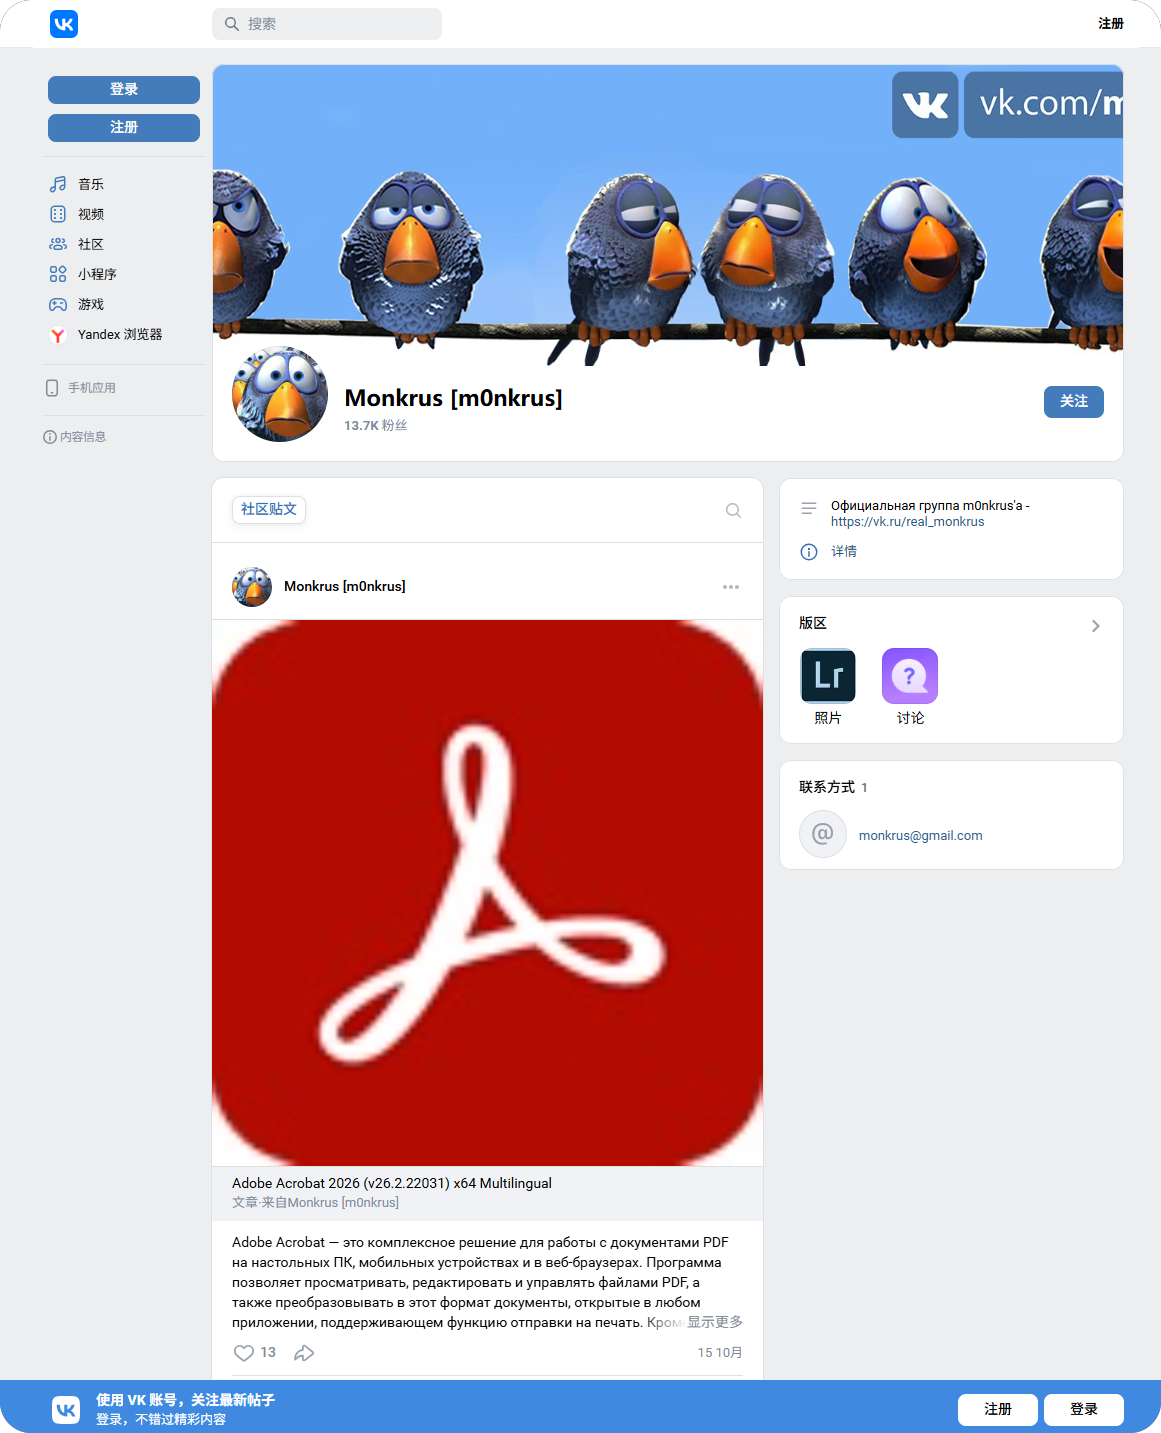 搜索
注册
登录
注册
音乐
视频
社区
小程序
游戏
Yandex 浏览器
手机应用
内容信息
vk.com/m
Monkrus [m0nkrus]
13.7K 粉丝
关注
社区贴文
Monkrus [m0nkrus]
Adobe Acrobat 2026 (v26.2.22031) x64 Multilingual
文章·来自Monkrus [m0nkrus]
Adobe Acrobat — это комплексное решение для работы с документами PDF
на настольных ПК, мобильных устройствах и в веб-браузерах. Программа
позволяет просматривать, редактировать и управлять файлами PDF, а
также преобразовывать в этот формат документы, открытые в любом
приложении, поддерживающем функцию отправки на печать. Кроме 显示更多
13
15 10月
Официальная группа m0nkrus'а -
https://vk.ru/real_monkrus
详情
版区
Lr
照片
讨论
联系方式 1
@
monkrus@gmail.com
使用 VK 账号，关注最新帖子
登录，不错过精彩内容
注册
登录